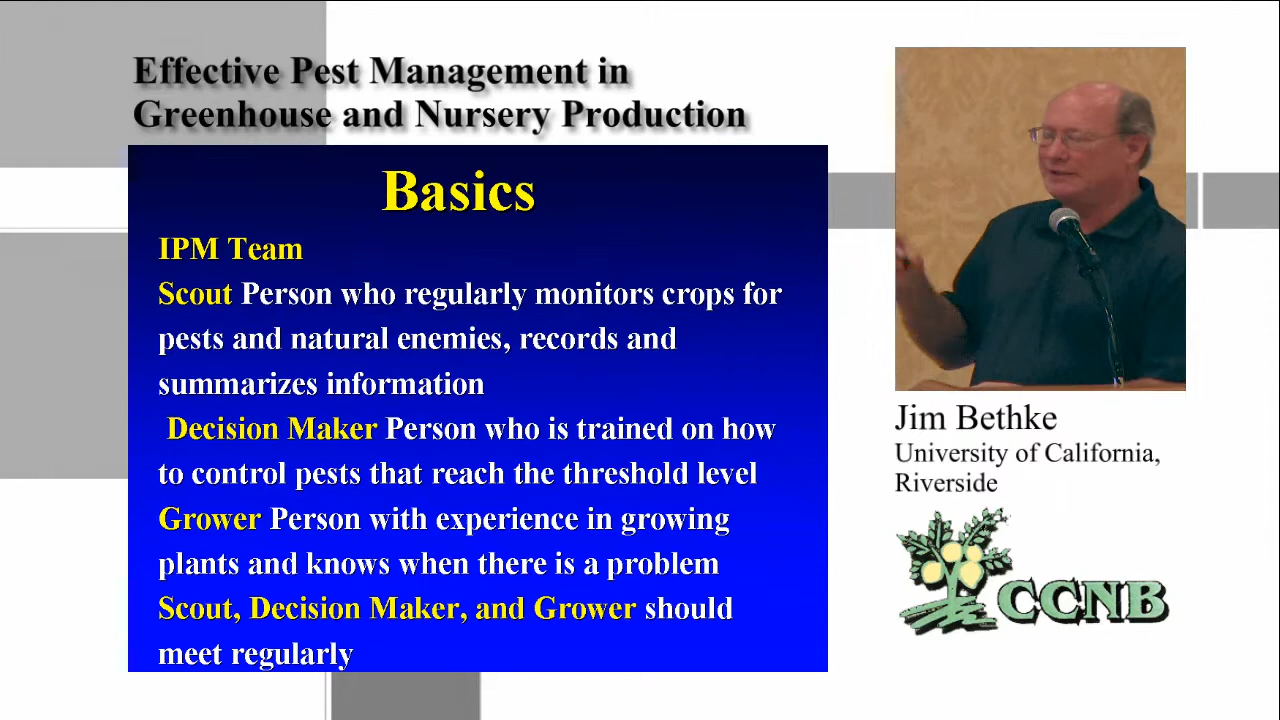 Effective Pest Management in
Greenhouse and Nursery Production
Basics
IPM Team
Scout Person who regularly monitors crops for
pests and natural enemies, records and
summarizes information
Decision Maker Person who is trained on how
to control pests that reach the threshold level
Grower Person with experience in growing
plants and knows when there is a problem
Scout, Decision Maker, and Grower should
meet regularly
Jim Bethke
University of California,
Riverside
CCNB